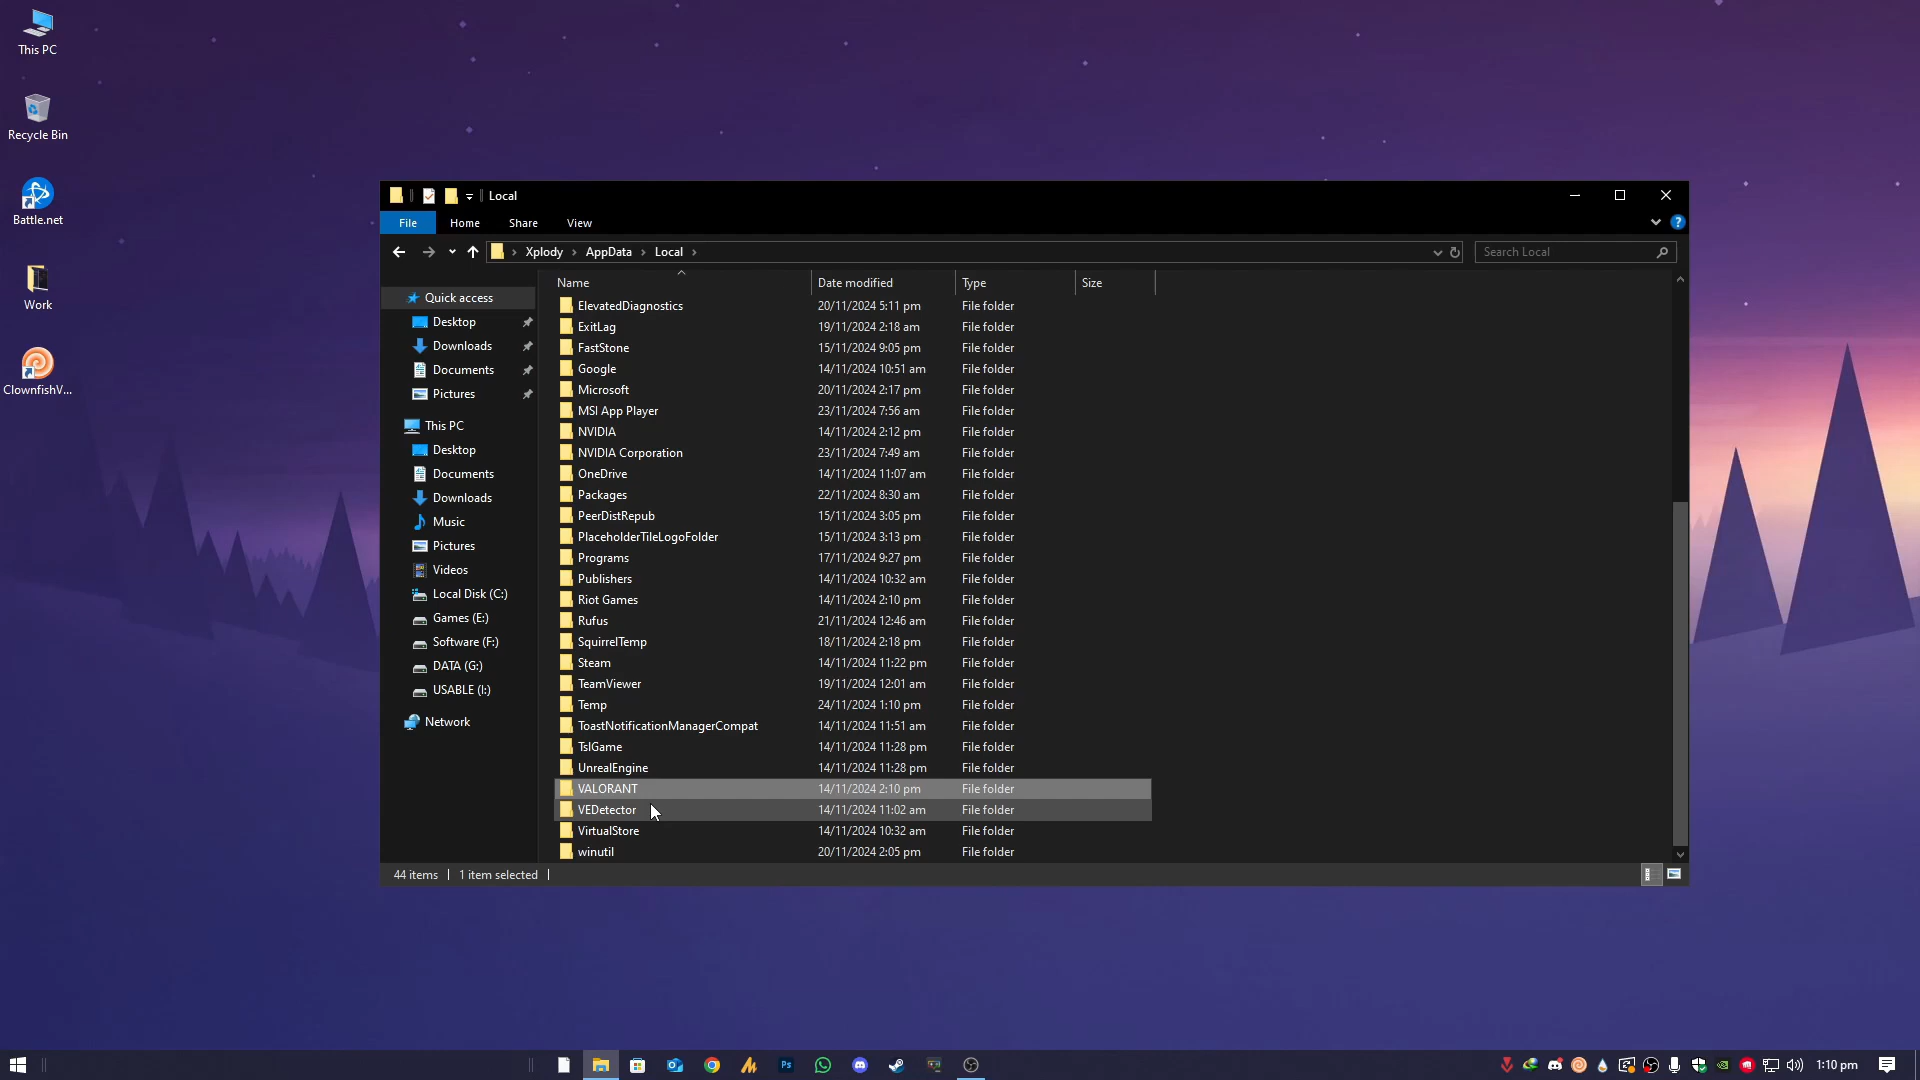 This PC
Recycle Bin
Battle.net
Work
ClownfishV...
Local
File Home Share View
Xplody AppData Local
Search Local
Name Date modified Type Size
Quick access
Desktop
Downloads
Documents
Pictures
This PC
Desktop
Documents
Downloads
Music
Pictures
Videos
Local Disk (C:)
Games (E:)
Software (F:)
DATA (G:)
USABLE (I:)
Network
ElevatedDiagnostics 20/11/2024 5:11 pm File folder
ExitLag 19/11/2024 2:18 am File folder
FastStone 15/11/2024 9:05 pm File folder
Google 14/11/2024 10:51 am File folder
Microsoft 20/11/2024 2:17 pm File folder
MSI App Player 23/11/2024 7:56 am File folder
NVIDIA 14/11/2024 2:12 pm File folder
NVIDIA Corporation 23/11/2024 7:49 am File folder
OneDrive 14/11/2024 11:07 am File folder
Packages 22/11/2024 8:30 am File folder
PeerDistRepub 15/11/2024 3:05 pm File folder
PlaceholderTileLogoFolder 15/11/2024 3:13 pm File folder
Programs 17/11/2024 9:27 pm File folder
Publishers 14/11/2024 10:32 am File folder
Riot Games 14/11/2024 2:10 pm File folder
Rufus 21/11/2024 12:46 am File folder
SquirrelTemp 18/11/2024 2:18 pm File folder
Steam 14/11/2024 11:22 pm File folder
TeamViewer 19/11/2024 12:01 am File folder
Temp 24/11/2024 1:10 pm File folder
ToastNotificationManagerCompat 14/11/2024 11:51 am File folder
TslGame 14/11/2024 11:28 pm File folder
UnrealEngine 14/11/2024 11:28 pm File folder
VALORANT 14/11/2024 2:10 pm File folder
VEDetector 14/11/2024 11:02 am File folder
VirtualStore 14/11/2024 10:32 am File folder
winutil 20/11/2024 2:05 pm File folder
44 items 1 item selected
Ps
1:10 pm